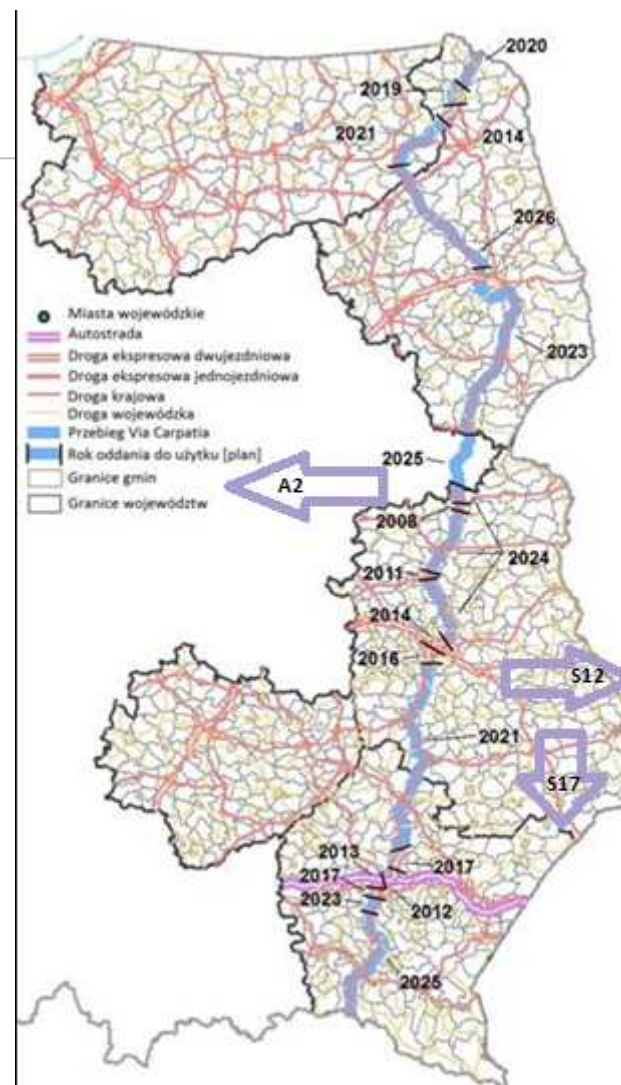 2020
2019
2021
2014
2026
2023
Miasta wojewódzkie
Autostrada
Droga ekspresowa dwujezdniowa
Droga ekspresowa jednojezdniowa
Droga krajowa
Droga wojewódzka
Przebieg Via Carpatia
Rok oddania do użytku [plan]
Granice gmin
Granice województw
2025
A2
2008
2024
2011
2014
2016
S12
2021
S17
2013
2017
2017
2023
2012
2025